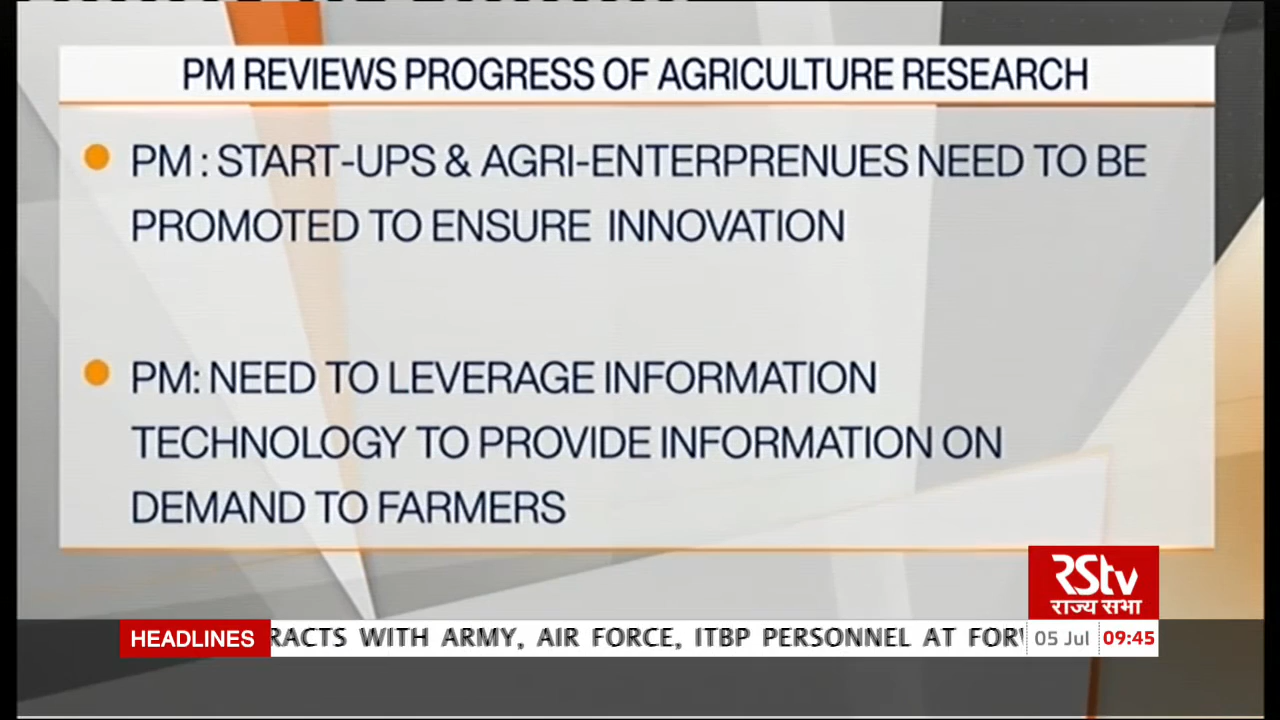 PM REVIEWS PROGRESS OF AGRICULTURE RESEARCH
PM : START-UPS & AGRI-ENTERPRENUES NEED TO BE
PROMOTED TO ENSURE INNOVATION
PM: NEED TO LEVERAGE INFORMATION
TECHNOLOGY TO PROVIDE INFORMATION ON
DEMAND TO FARMERS
RStv
राज्य सभा
HEADLINES RACTS WITH ARMY, AIR FORCE, ITBP PERSONNEL AT FOR 05 Jul 09:45